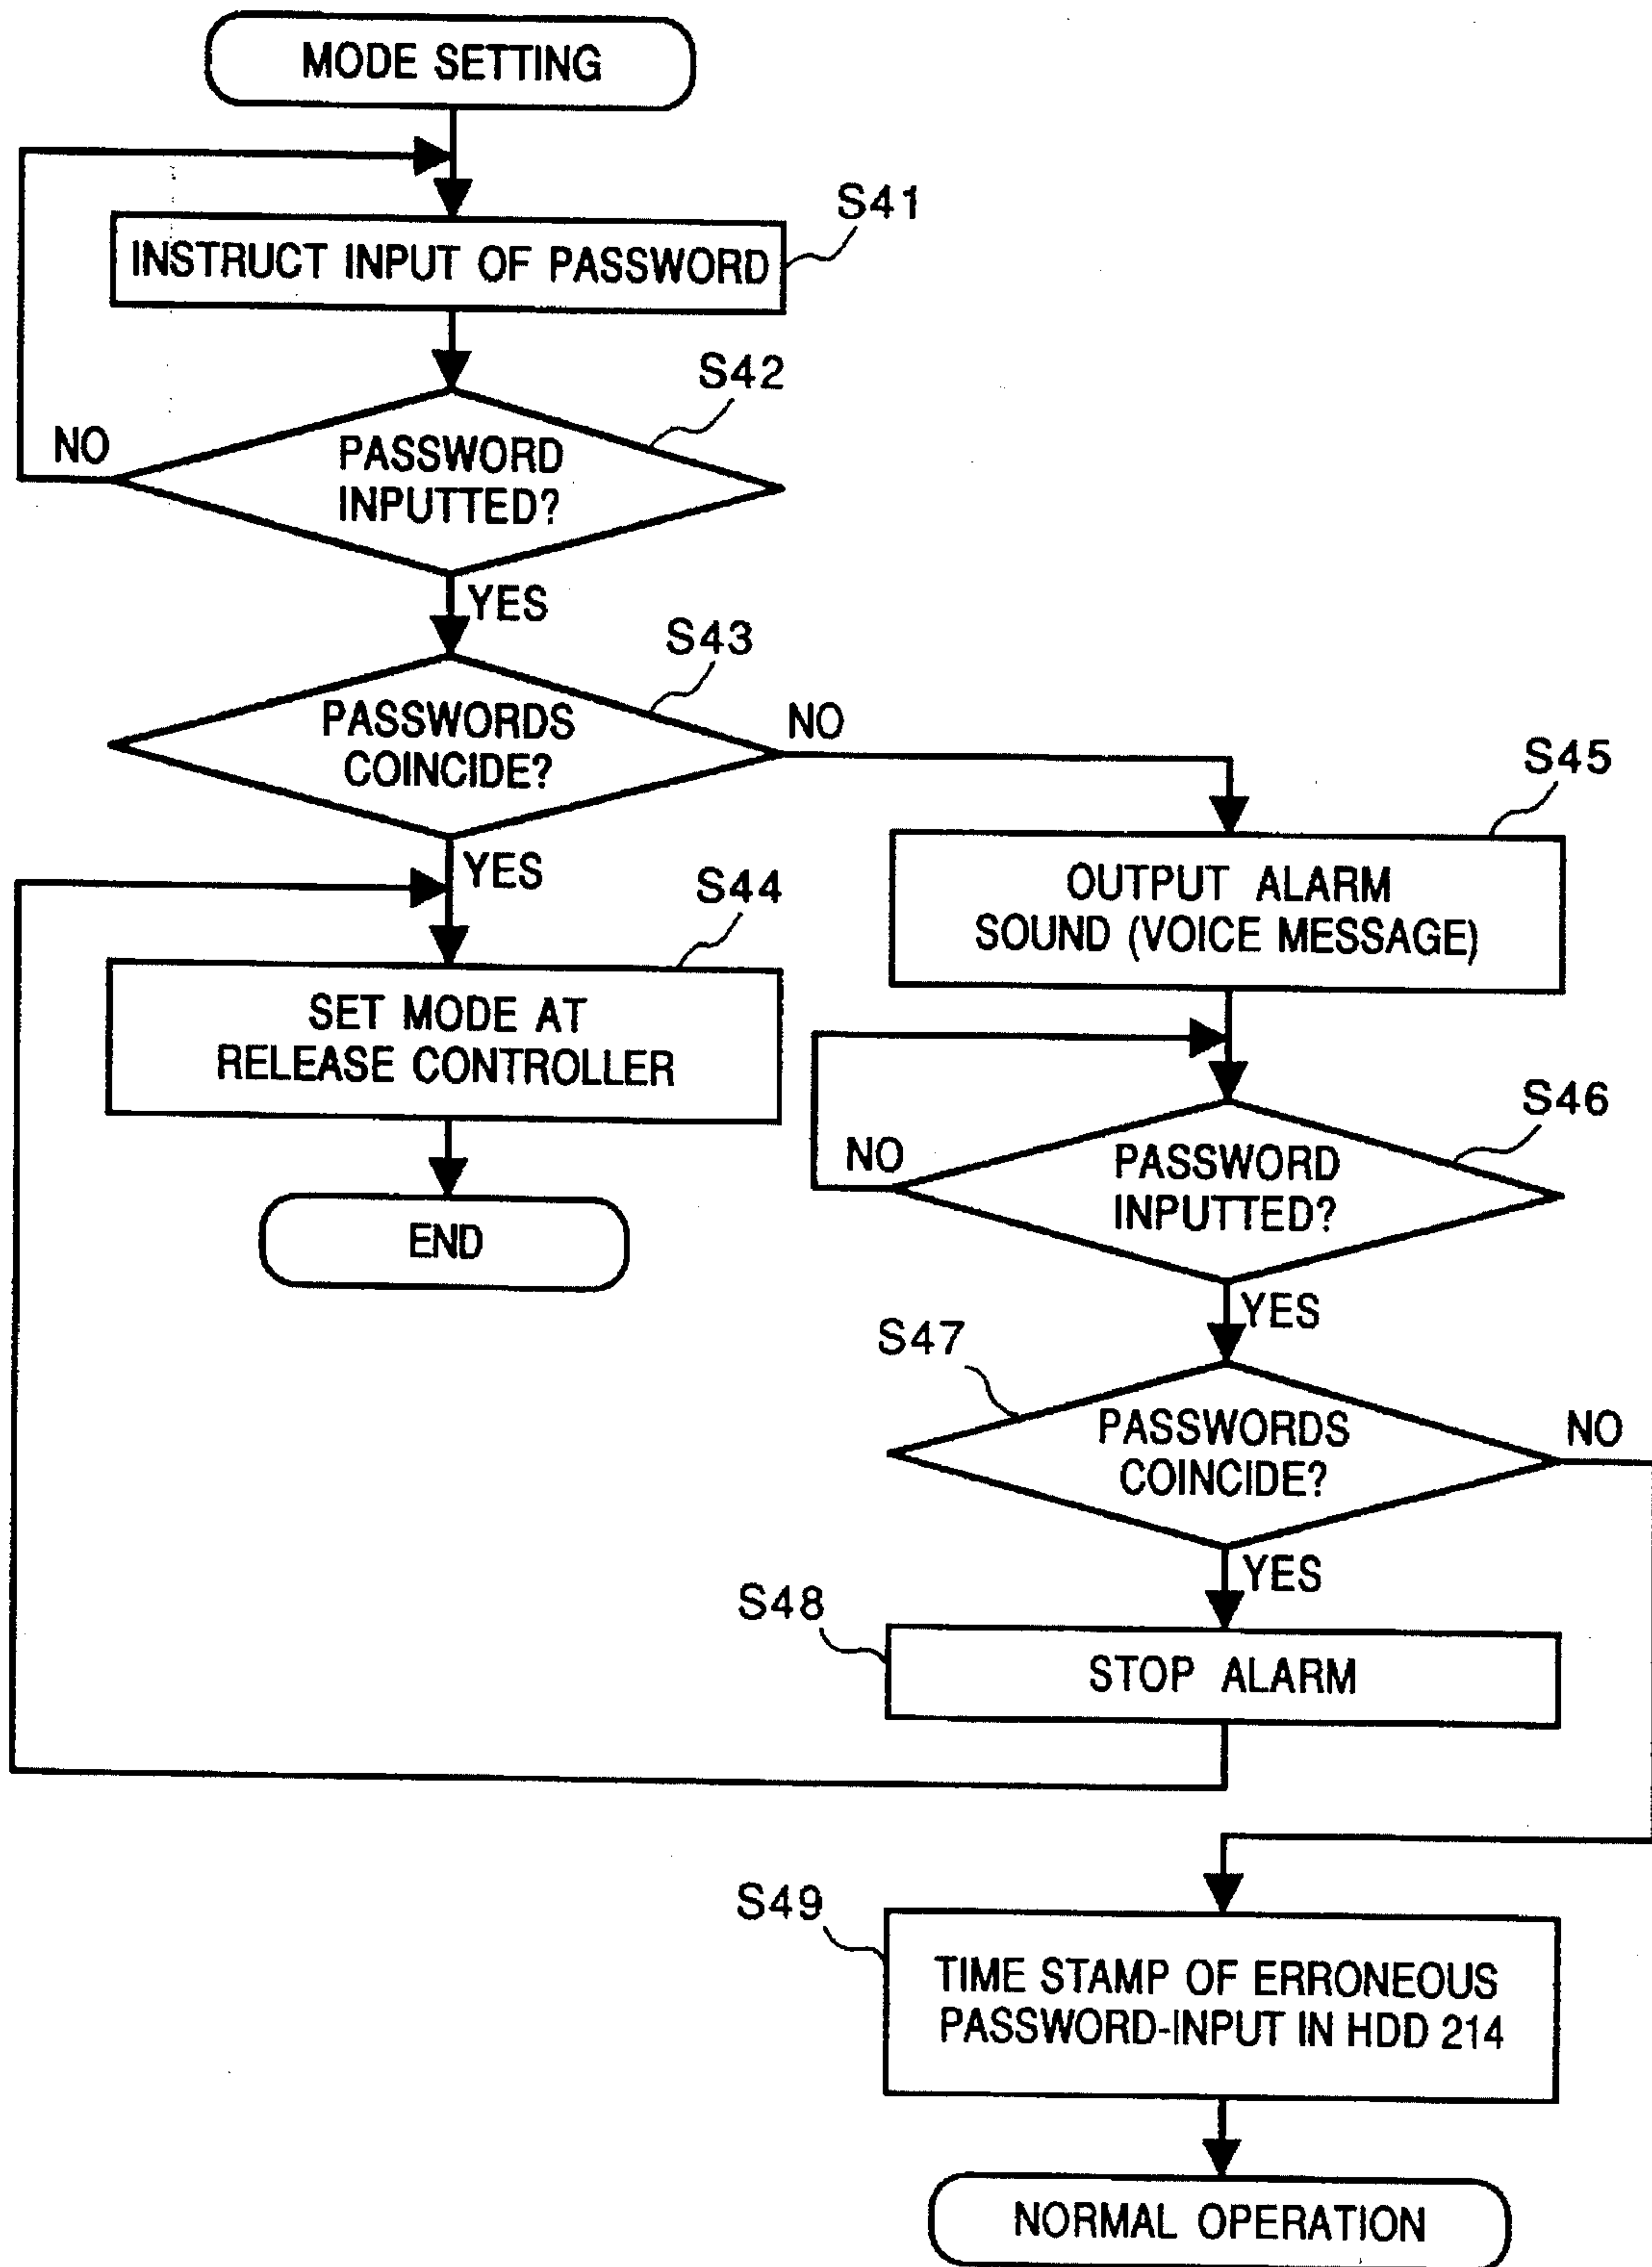 MODE SETTING
S41
INSTRUCT INPUT OF PASSWORD
S42
NO
PASSWORD
INPUTTED?
YES
S43
PASSWORDS
COINCIDE?
NO
YES
S44
SET MODE AT
RELEASE CONTROLLER
END
S45
OUTPUT ALARM
SOUND (VOICE MESSAGE)
S46
NO
PASSWORD
INPUTTED?
YES
S47
PASSWORDS
COINCIDE?
NO
YES
S48
STOP ALARM
S49
TIME STAMP OF ERRONEOUS
PASSWORD-INPUT IN HDD 214
NORMAL OPERATION